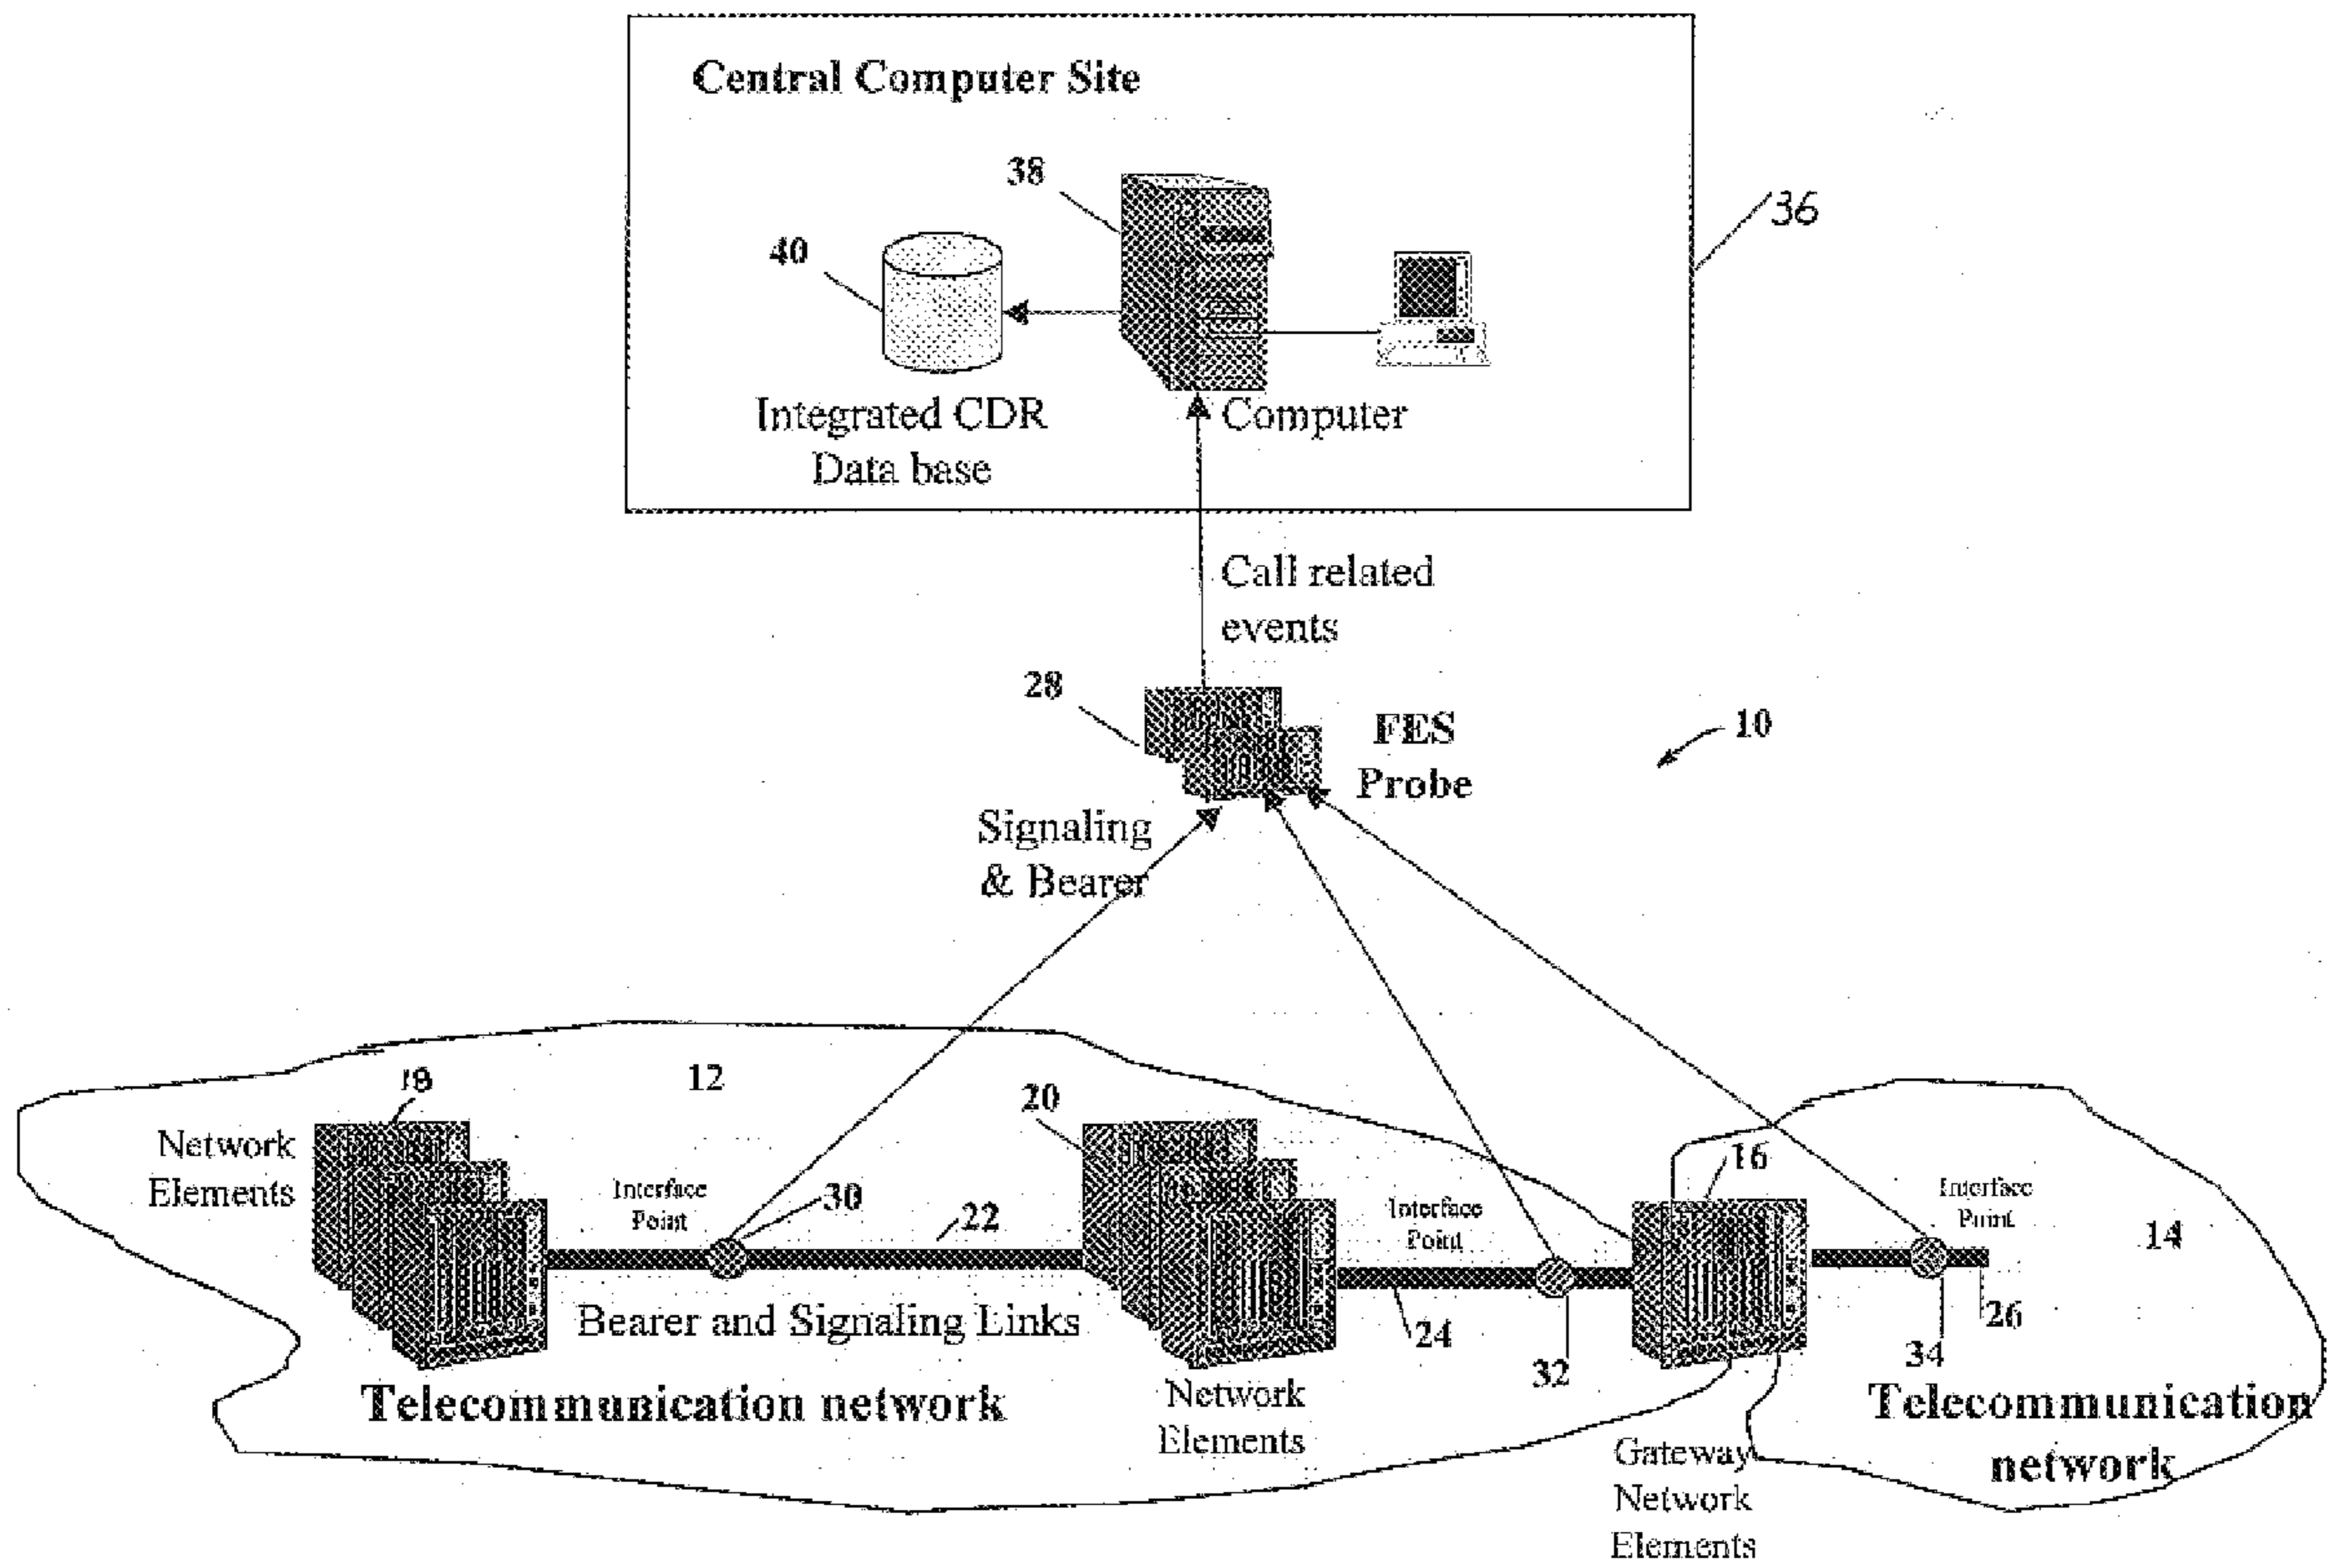 Central Computer Site
38
36
40
Integrated CDR
Data base
Computer
Call related
events
28
FES
Probe
10
Signaling
& Bearer
18
12
20
Network
Elements
16
Interface
Point
30
22
Interface
Point
Interface
Point
14
Bearer and Signaling Links
24
32
34
26
Telecommunication network
Network
Elements
Telecommunication
network
Gateway
Network
Elements